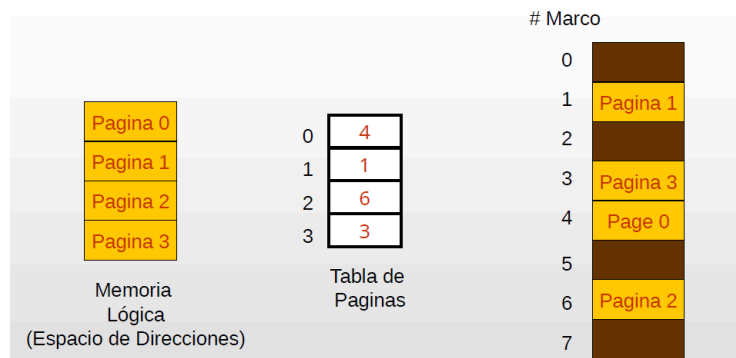 # Marco
Pagina 0
Pagina 1
Pagina 2
Pagina 3
Memoria
Lógica
(Espacio de Direcciones)
0 4
1 1
2 6
3 3
Tabla de
Paginas
0
1 Pagina 1
2
3 Pagina 3
4 Page 0
5
6 Pagina 2
7